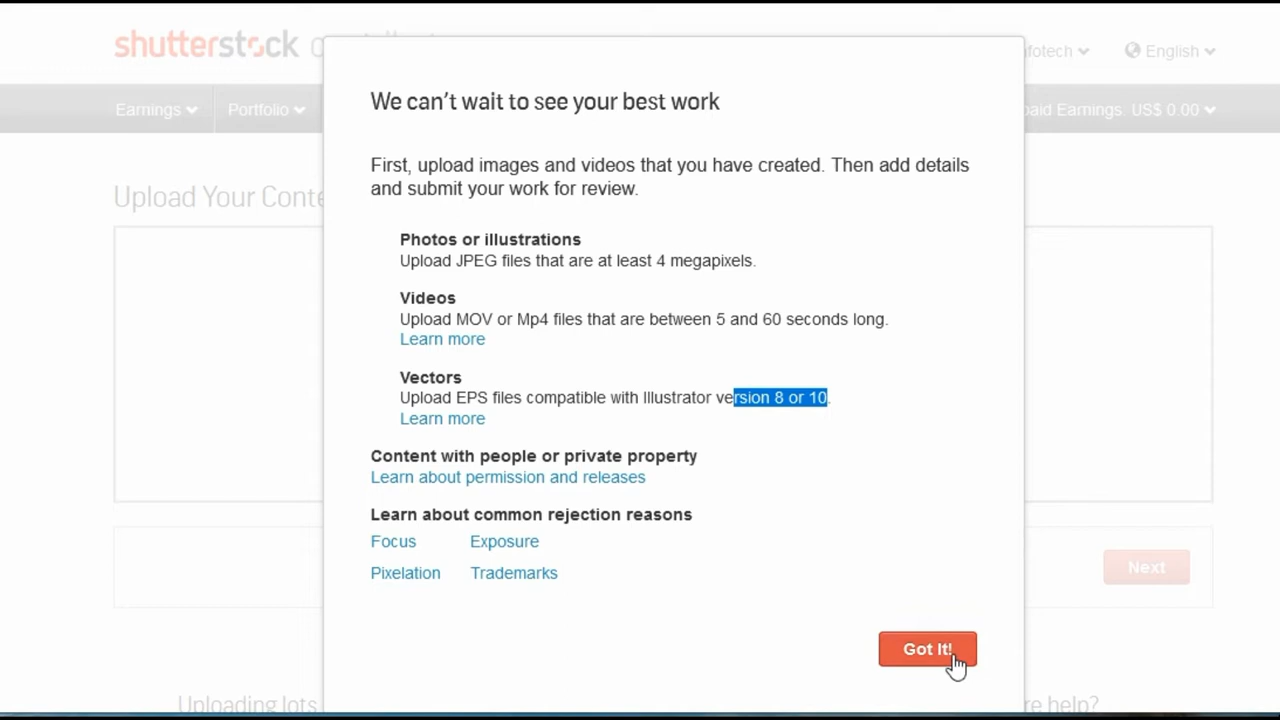 shutterstock
English
Earnings
Portfolio
Earnings US$ 0.00
Upload Your
We can't wait to see your best work
First, upload images and videos that you have created. Then add details
and submit your work for review.
Photos or illustrations
Upload JPEG files that are at least 4 megapixels.
Videos
Upload MOV or Mp4 files that are between 5 and 60 seconds long.
Learn more
Vectors
Upload EPS files compatible with Illustrator version 8 or 10.
Learn more
Content with people or private property
Learn about permission and releases
Learn about common rejection reasons
Focus Exposure
Pixelation Trademarks
Next
Got It!
Uploading lots
help?